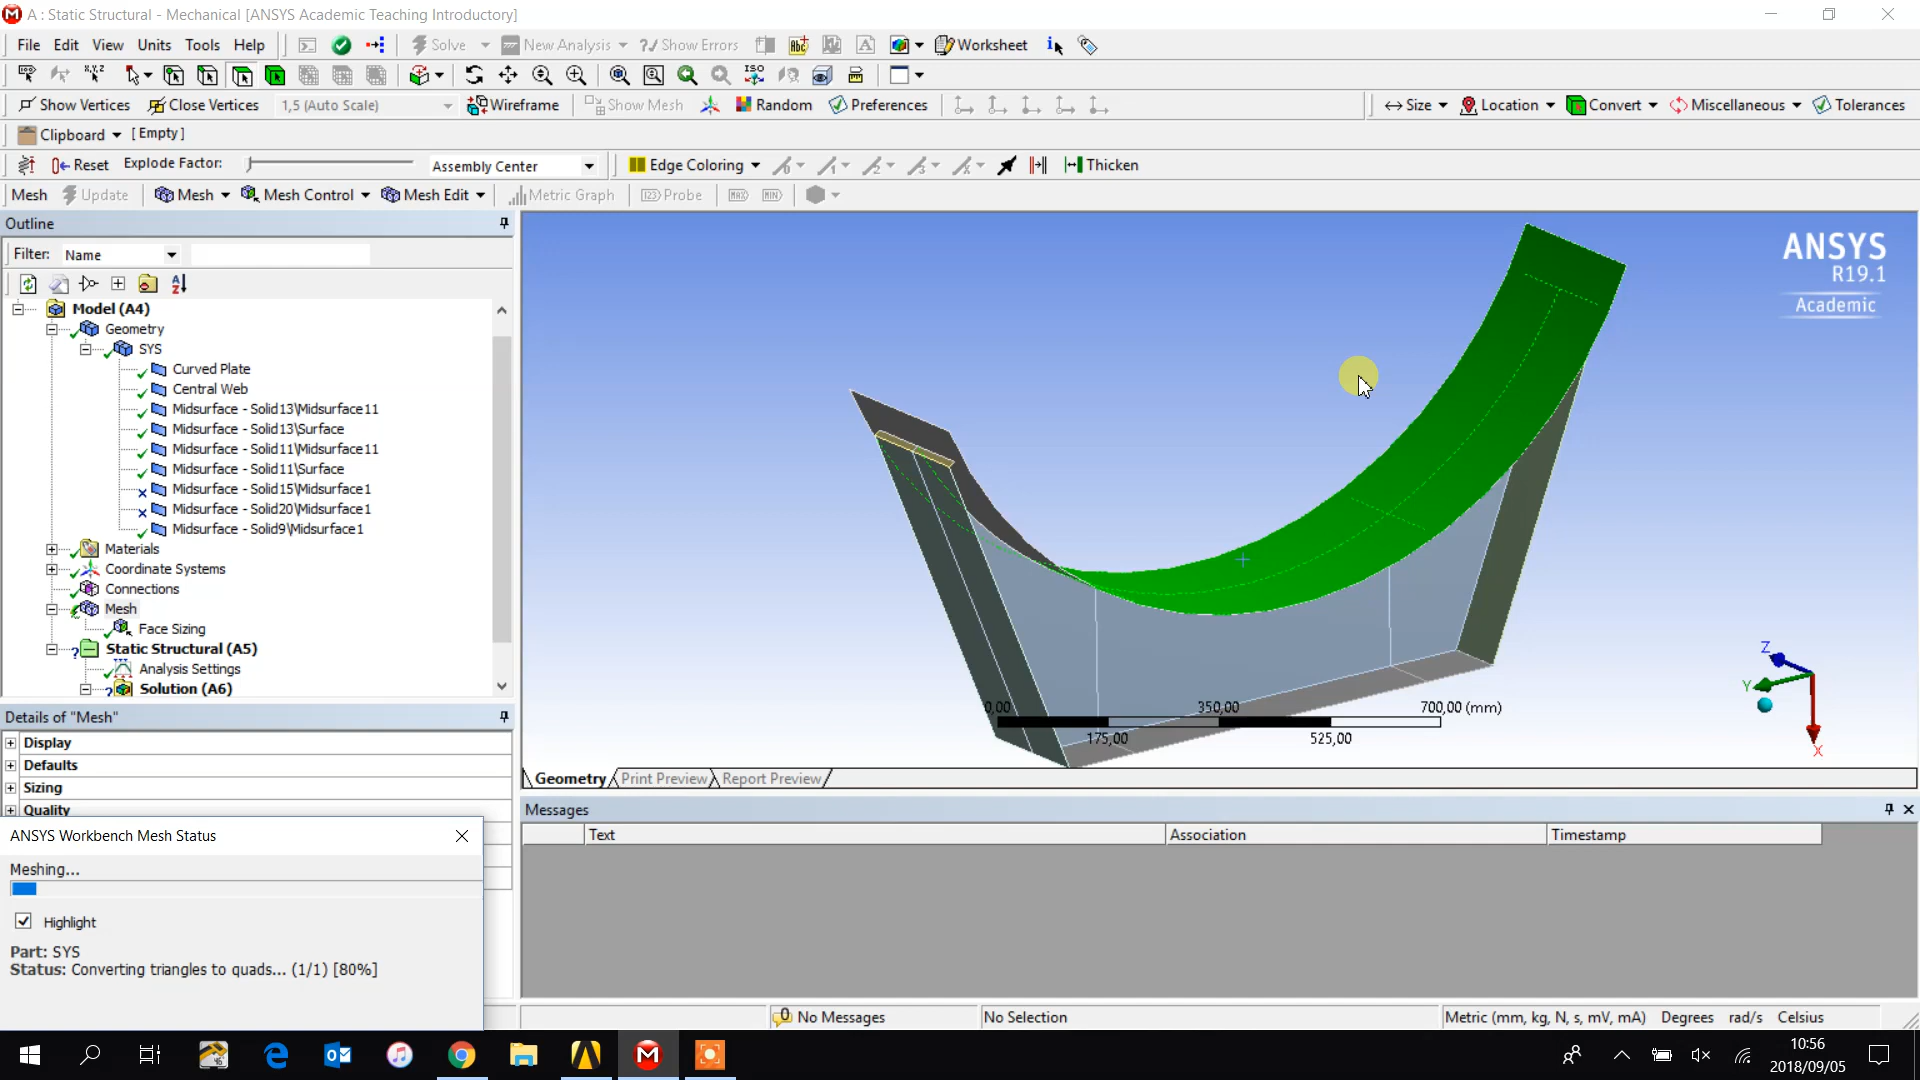 A : Static Structural - Mechanical [ANSYS Academic Teaching Introductory]
File Edit View Units Tools Help Solve New Analysis ?/ Show Errors Worksheet
Show Vertices Close Vertices 1,5 (Auto Scale) Wireframe Show Mesh Random Preferences Size Location Convert Miscellaneous Tolerances
Clipboard [ Empty ]
Reset Explode Factor: Assembly Center Edge Coloring Thicken
Mesh Update Mesh Mesh Control Mesh Edit Metric Graph Probe
Outline
Filter: Name
Model (A4)
Geometry
SYS
Curved Plate
Central Web
Midsurface - Solid13\Midsurface11
Midsurface - Solid13\Surface
Midsurface - Solid11\Midsurface11
Midsurface - Solid11\Surface
Midsurface - Solid15\Midsurface1
Midsurface - Solid20\Midsurface1
Midsurface - Solid9\Midsurface1
Materials
Coordinate Systems
Connections
Mesh
Face Sizing
Static Structural (A5)
Analysis Settings
Solution (A6)
Details of "Mesh"
Display
Defaults
Sizing
Quality
ANSYS Workbench Mesh Status
Meshing...
Highlight
Part: SYS
Status: Converting triangles to quads... (1/1) [80%]
ANSYS
R19.1
Academic
Z
Y
X
0,00 350,00 700,00 (mm)
175,00 525,00
Geometry Print Preview Report Preview
Messages
Text Association Timestamp
No Messages No Selection Metric (mm, kg, N, s, mV, mA) Degrees rad/s Celsius
10:56
2018/09/05